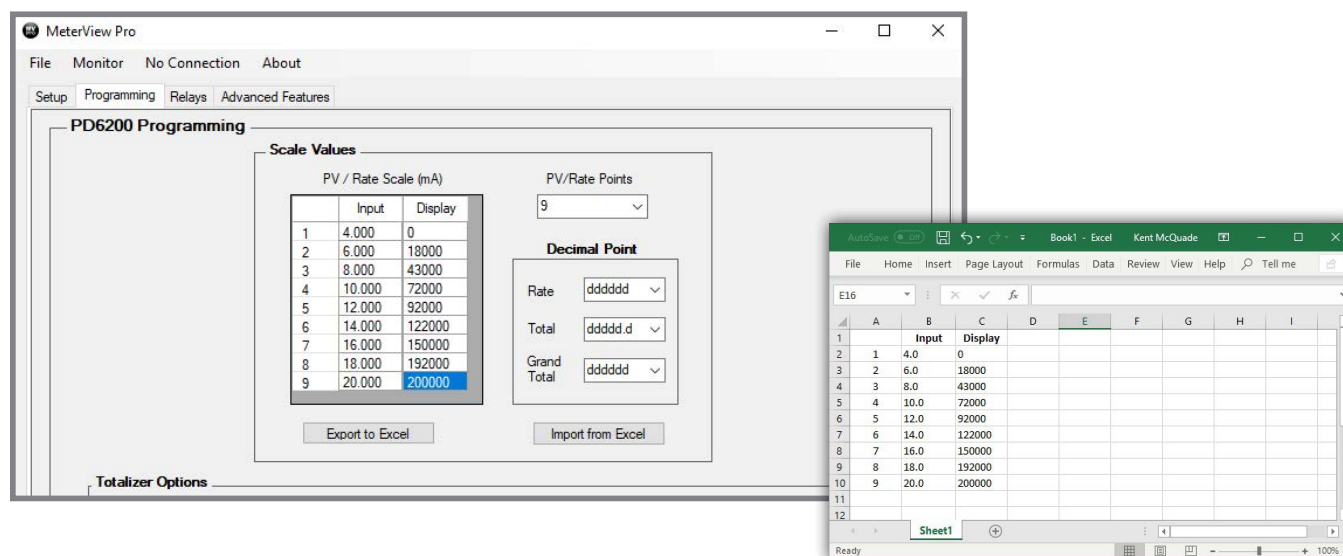 MeterView Pro
File Monitor No Connection About
Setup Programming Relays Advanced Features
PD6200 Programming
Scale Values
PV / Rate Scale (mA)
Input Display
1 4.000 0
2 6.000 18000
3 8.000 43000
4 10.000 72000
5 12.000 92000
6 14.000 122000
7 16.000 150000
8 18.000 192000
9 20.000 200000
PV/Rate Points
9
Decimal Point
Rate dddddd
Total ddddd.d
Grand
Total dddddd
Export to Excel Import from Excel
Totalizer Options
AutoSave Off Book1 - Excel Kent McQuade
File Home Insert Page Layout Formulas Data Review View Help Tell me
E16 fx
A B C D E F G H I
1 Input Display
2 1 4.0 0
3 2 6.0 18000
4 3 8.0 43000
5 4 10.0 72000
6 5 12.0 92000
7 6 14.0 122000
8 7 16.0 150000
9 8 18.0 192000
10 9 20.0 200000
11
12
Sheet1
Ready 100%